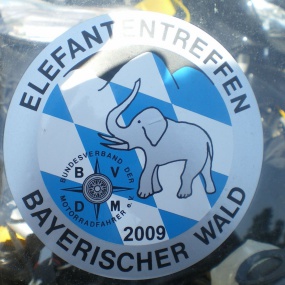 ELEFANTENTREFFEN
BUNDESVERBAND DER
B V
D M
MOTORRADFAHRER e.V.
2009
BAYERISCHER WALD